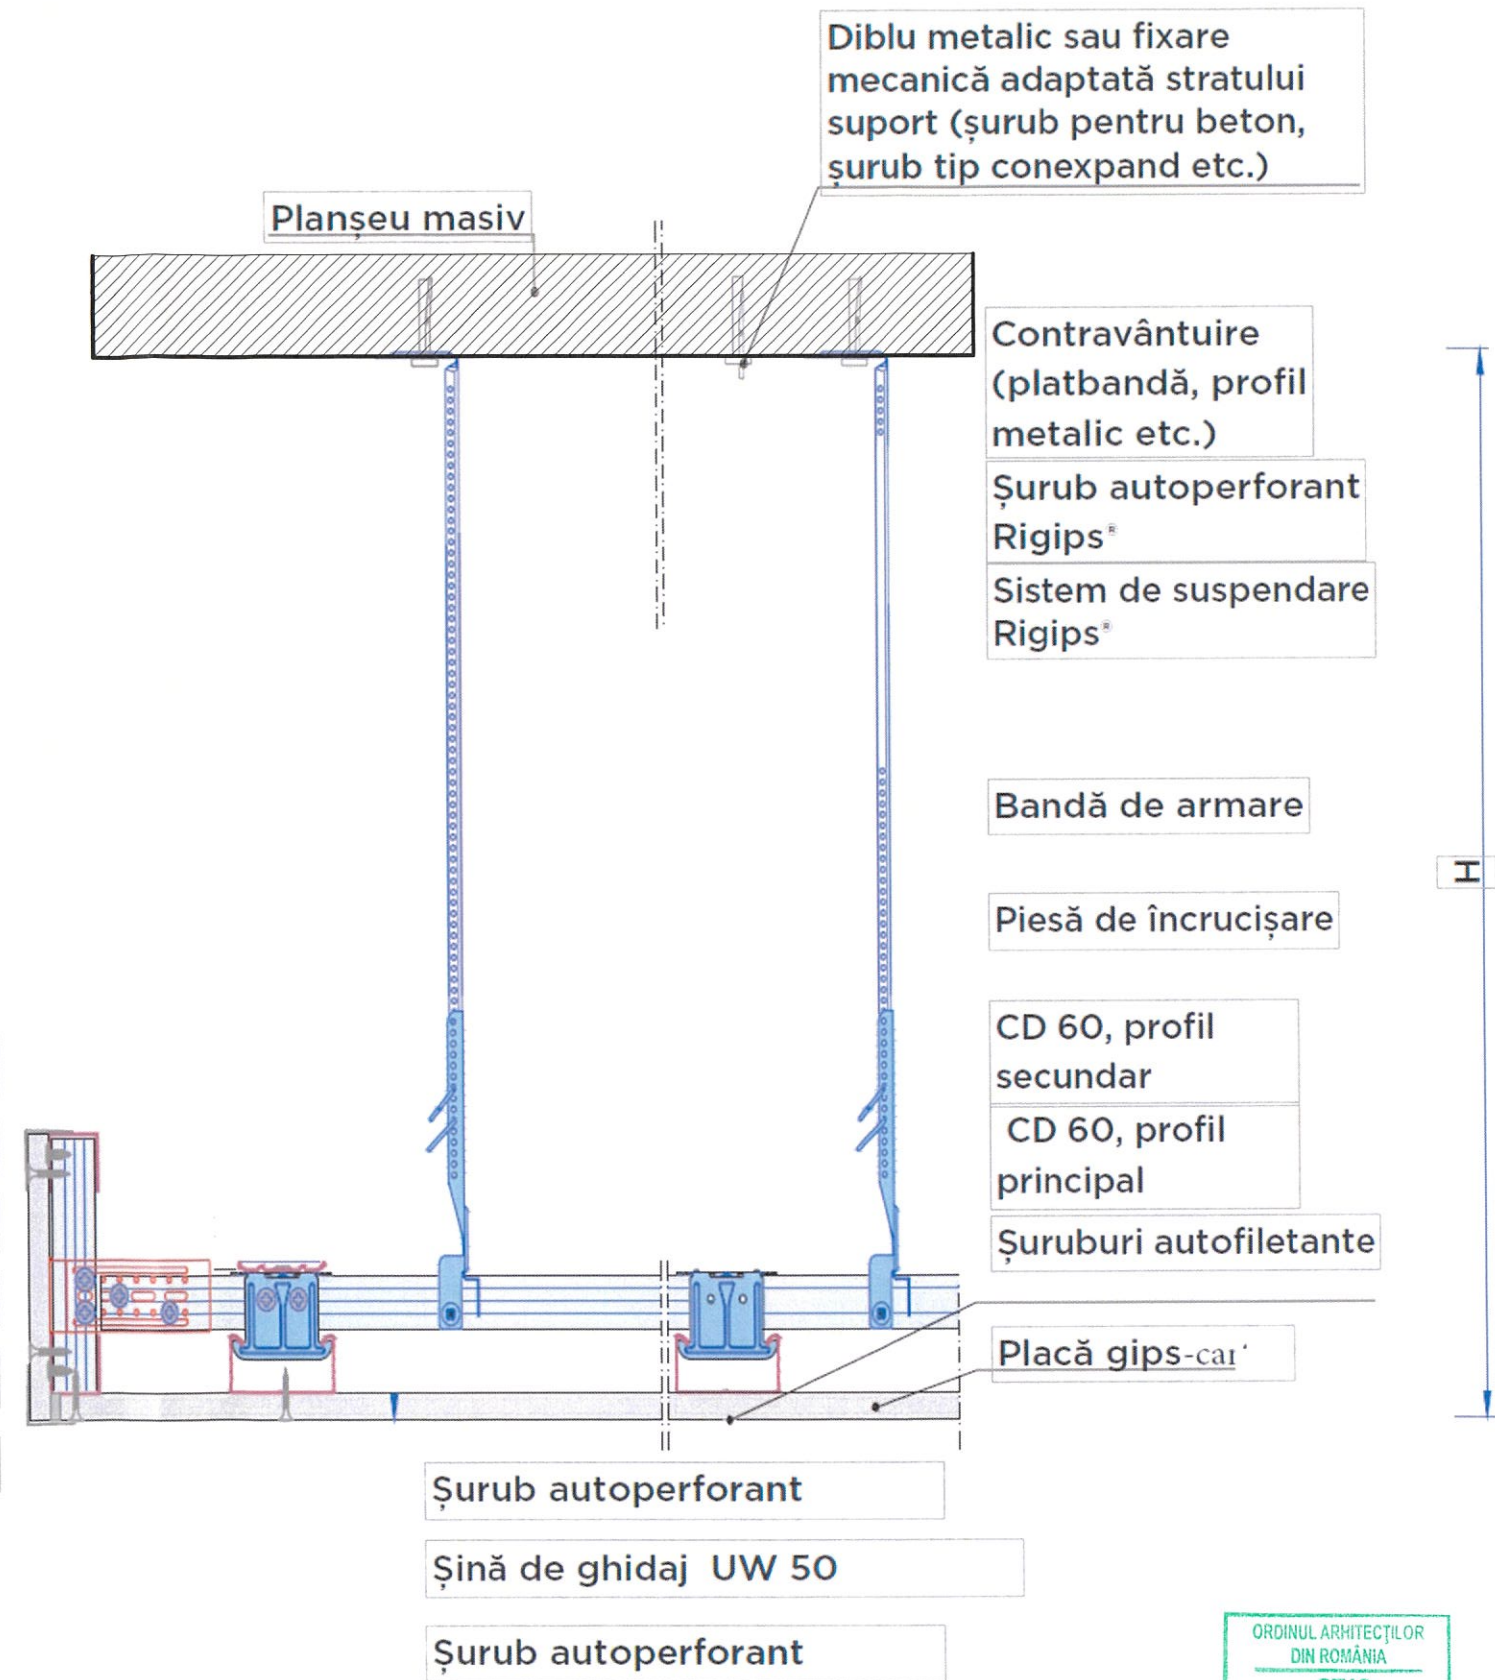 Diblu metalic sau fixare
mecanică adaptată stratului
suport (șurub pentru beton,
șurub tip conexpand etc.)
Planșeu masiv
Contravântuire
(platbandă, profil
metalic etc.)
Șurub autoperforant
Rigips®
Sistem de suspendare
Rigips®
Bandă de armare
H
Piesă de încrucișare
CD 60, profil
secundar
CD 60, profil
principal
Șuruburi autofiletante
Placă gips-car
Șurub autoperforant
Șină de ghidaj UW 50
Șurub autoperforant
ORDINUL ARHITECȚILOR
DIN ROMÂNIA